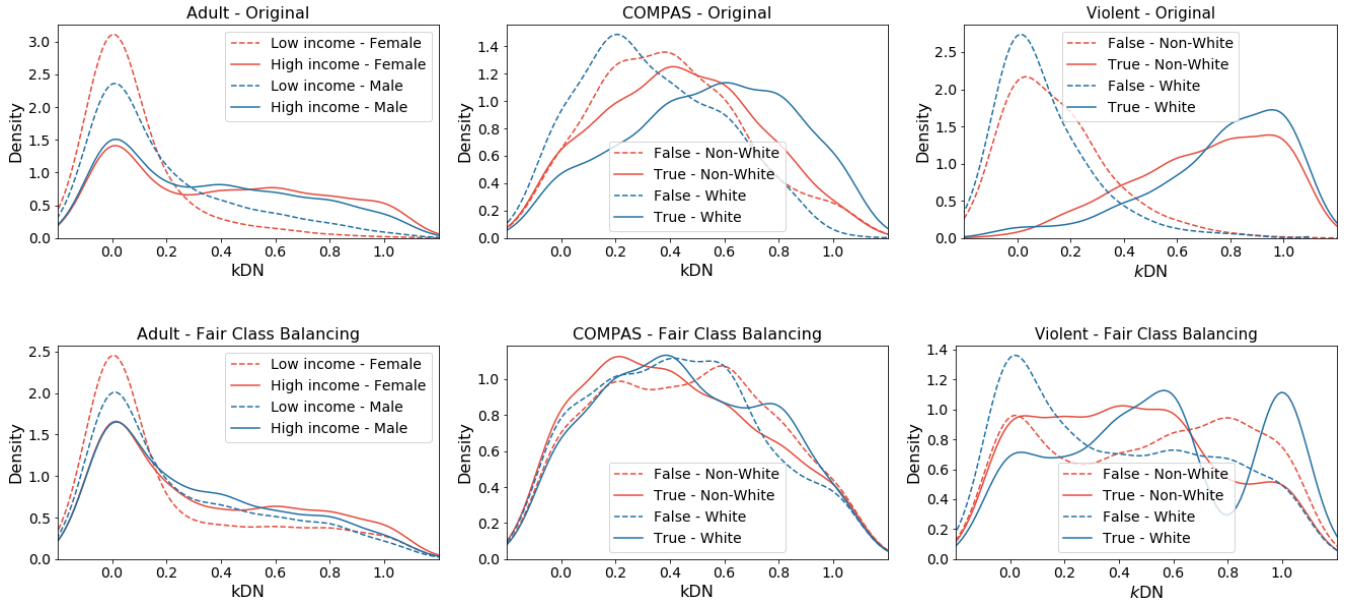 Adult - Original
Density
3.0
2.5
2.0
1.5
1.0
0.5
0.0
Low income - Female
High income - Female
Low income - Male
High income - Male
0.0 0.2 0.4 0.6 0.8 1.0
kDN
COMPAS - Original
Density
1.4
1.2
1.0
0.8
0.6
0.4
0.2
0.0
False - Non-White
True - Non-White
False - White
True - White
0.0 0.2 0.4 0.6 0.8 1.0
kDN
Violent - Original
Density
2.5
2.0
1.5
1.0
0.5
0.0
False - Non-White
True - Non-White
False - White
True - White
0.0 0.2 0.4 0.6 0.8 1.0
kDN
Adult - Fair Class Balancing
Density
2.5
2.0
1.5
1.0
0.5
0.0
Low income - Female
High income - Female
Low income - Male
High income - Male
0.0 0.2 0.4 0.6 0.8 1.0
kDN
COMPAS - Fair Class Balancing
Density
1.0
0.8
0.6
0.4
0.2
0.0
False - Non-White
True - Non-White
False - White
True - White
0.0 0.2 0.4 0.6 0.8 1.0
kDN
Violent - Fair Class Balancing
Density
1.4
1.2
1.0
0.8
0.6
0.4
0.2
0.0
False - Non-White
True - Non-White
False - White
True - White
0.0 0.2 0.4 0.6 0.8 1.0
kDN